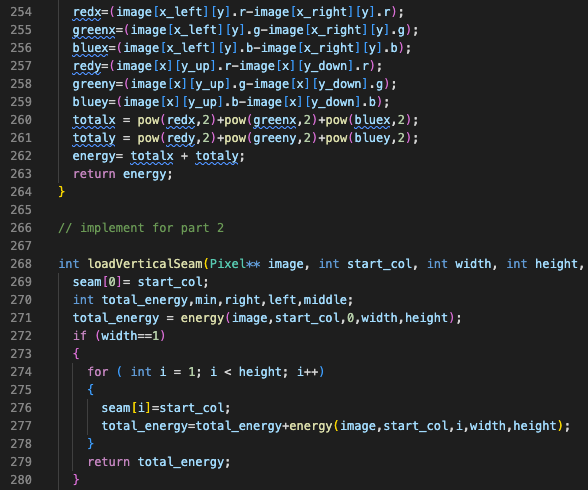 254 redx=(image[x_left][y].r-image[x_right][y].r);
255 greenx=(image[x_left][y].g-image[x_right][y].g);
256 bluex=(image[x_left][y].b-image[x_right][y].b);
257 redy=(image[x][y_up].r-image[x][y_down].r);
258 greeny=(image[x][y_up].g-image[x][y_down].g);
259 bluey=(image[x][y_up].b-image[x][y_down].b);
260 totalx = pow(redx,2)+pow(greenx,2)+pow(bluex,2);
261 totaly = pow(redy,2)+pow(greeny,2)+pow(bluey,2);
262 energy= totalx + totaly;
263 return energy;
264 }
265
266 // implement for part 2
267
268 int loadVerticalSeam(Pixel** image, int start_col, int width, int height,
269 seam[0]= start_col;
270 int total_energy,min,right,left,middle;
271 total_energy = energy(image,start_col,0,width,height);
272 if (width==1)
273 {
274 for ( int i = 1; i < height; i++)
275 {
276 seam[i]=start_col;
277 total_energy=total_energy+energy(image,start_col,i,width,height);
278 }
279 return total_energy;
280 }